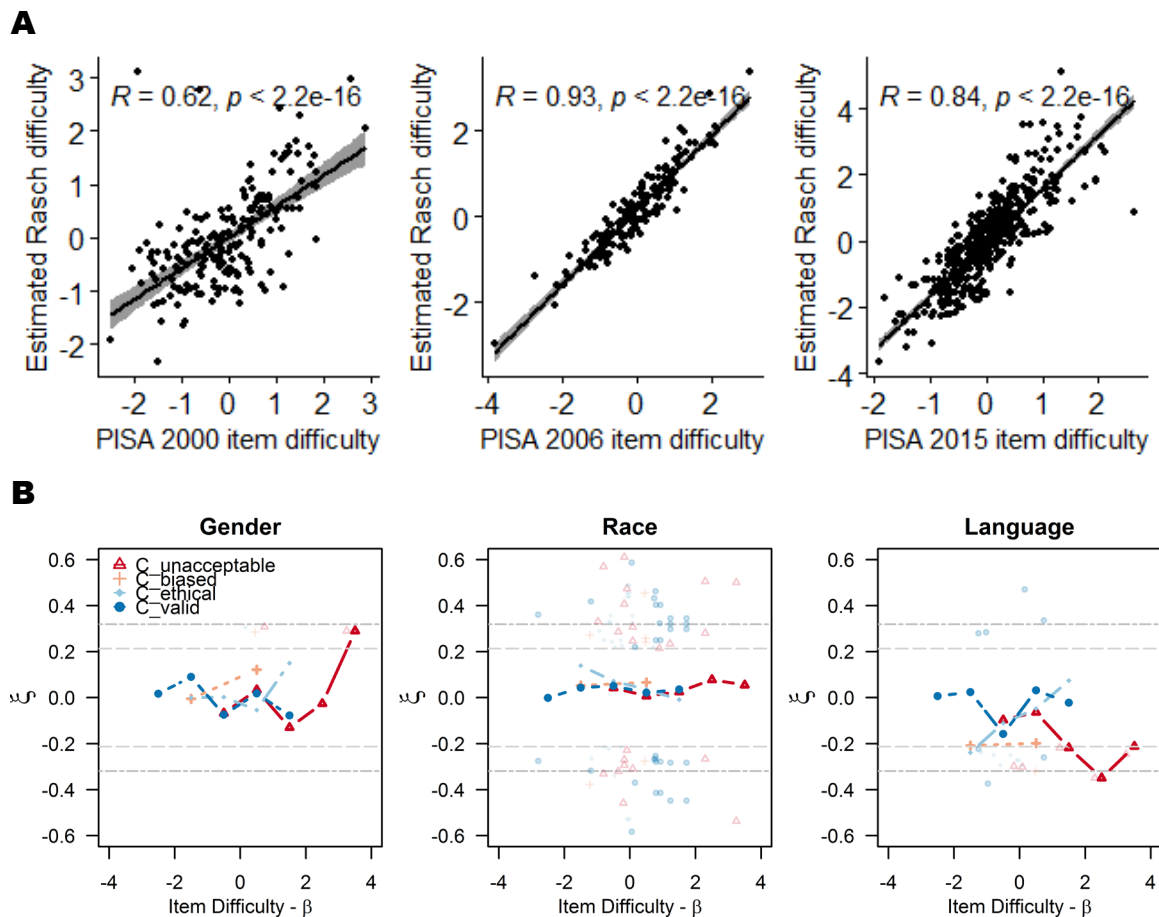 A
R = 0.62, p < 2.2e-16
Estimated Rasch difficulty
3
2
1
0
-1
-2
-2 -1 0 1 2 3
PISA 2000 item difficulty
R = 0.93, p < 2.2e-16
Estimated Rasch difficulty
2
0
-2
-4 -2 0 2
PISA 2006 item difficulty
R = 0.84, p < 2.2e-16
Estimated Rasch difficulty
4
2
0
-2
-4
-2 -1 0 1 2
PISA 2015 item difficulty
B
Gender
C_unacceptable
C_biased
C_ethical
C_valid
ξ
0.6
0.4
0.2
0.0
-0.2
-0.4
-0.6
-4 -2 0 2 4
Item Difficulty - β
Race
ξ
0.6
0.4
0.2
0.0
-0.2
-0.4
-0.6
-4 -2 0 2 4
Item Difficulty - β
Language
ξ
0.6
0.4
0.2
0.0
-0.2
-0.4
-0.6
-4 -2 0 2 4
Item Difficulty - β